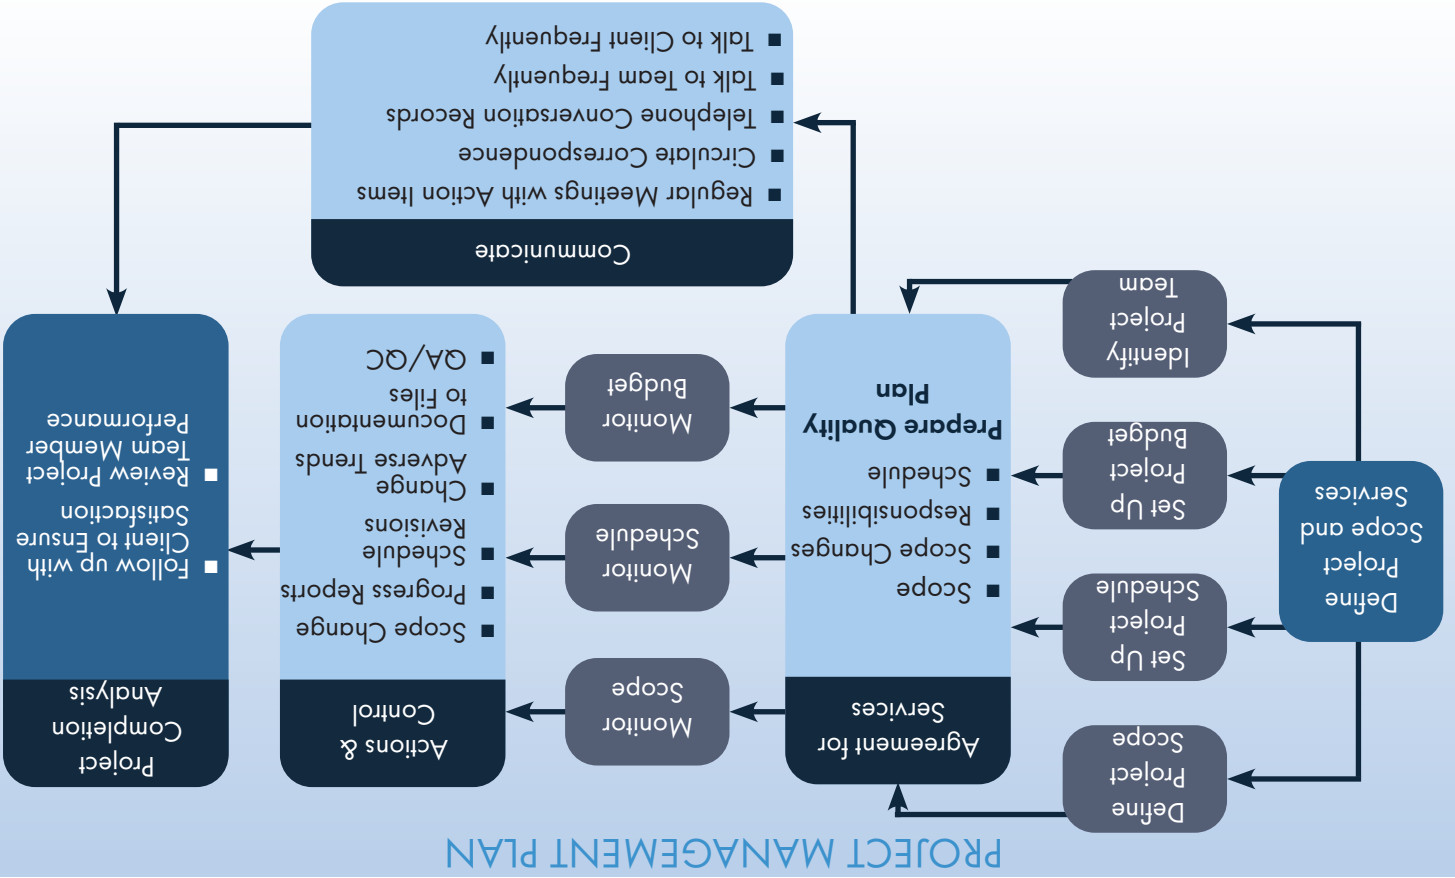 PROJECT MANAGEMENT PLAN
Define
Project
Scope and
Services
Define
Project
Scope
Set Up
Project
Schedule
Set Up
Project
Budget
Identify
Project
Team
Agreement for
Services
■ Scope
■ Scope Changes
■ Responsibilities
■ Schedule
Prepare Quality
Plan
Monitor
Scope
Monitor
Schedule
Monitor
Budget
Actions &
Control
■ Scope Change
■ Progress Reports
■ Schedule
Revisions
■ Change
Adverse Trends
■ Documentation
to Files
■ QA/QC
Project
Completion
Analysis
■ Follow up with
Client to Ensure
Satisfaction
■ Review Project
Team Member
Performance
Communicate
■ Regular Meetings with Action Items
■ Circulate Correspondence
■ Telephone Conversation Records
■ Talk to Team Frequently
■ Talk to Client Frequently